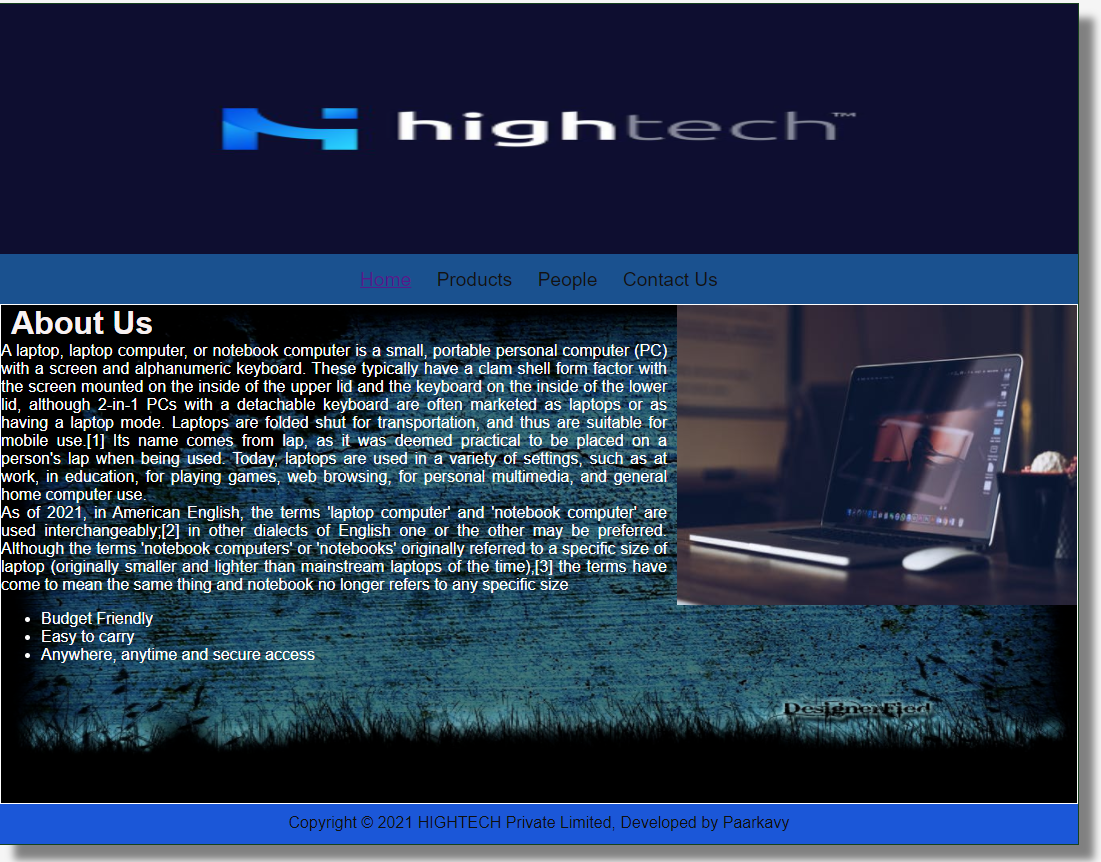 hightech™
Home Products People Contact Us
About Us
A laptop, laptop computer, or notebook computer is a small, portable personal computer (PC)
with a screen and alphanumeric keyboard. These typically have a clam shell form factor with
the screen mounted on the inside of the upper lid and the keyboard on the inside of the lower
lid, although 2-in-1 PCs with a detachable keyboard are often marketed as laptops or as
having a laptop mode. Laptops are folded shut for transportation, and thus are suitable for
mobile use.[1] Its name comes from lap, as it was deemed practical to be placed on a
person's lap when being used. Today, laptops are used in a variety of settings, such as at
work, in education, for playing games, web browsing, for personal multimedia, and general
home computer use.
As of 2021, in American English, the terms 'laptop computer' and 'notebook computer' are
used interchangeably;[2] in other dialects of English one or the other may be preferred.
Although the terms 'notebook computers' or 'notebooks' originally referred to a specific size of
laptop (originally smaller and lighter than mainstream laptops of the time),[3] the terms have
come to mean the same thing and notebook no longer refers to any specific size
• Budget Friendly
• Easy to carry
• Anywhere, anytime and secure access
DesignerFied
Copyright © 2021 HIGHTECH Private Limited, Developed by Paarkavy